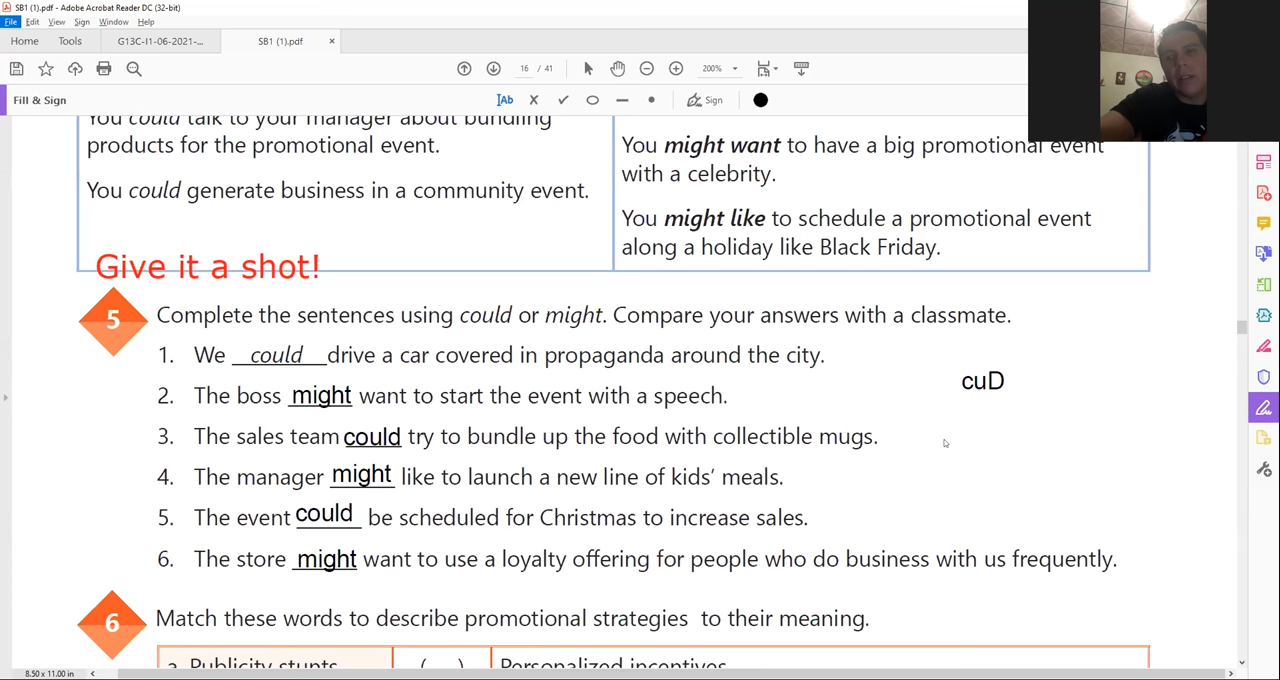 SB1 (1).pdf - Adobe Acrobat Reader DC (32-bit)
File Edit View Sign Window Help
Home Tools G13C-I1-06-2021-... SB1 (1).pdf ×
16 / 41 200%
Fill & Sign Ab Sign
You could talk to your manager about bundling
products for the promotional event.
You could generate business in a community event.
You might want to have a big promotional event
with a celebrity.
You might like to schedule a promotional event
along a holiday like Black Friday.
Give it a shot!
5 Complete the sentences using could or might. Compare your answers with a classmate.
1. We could drive a car covered in propaganda around the city.
cuD
2. The boss might want to start the event with a speech.
3. The sales team could try to bundle up the food with collectible mugs.
4. The manager might like to launch a new line of kids’ meals.
5. The event could be scheduled for Christmas to increase sales.
6. The store might want to use a loyalty offering for people who do business with us frequently.
6 Match these words to describe promotional strategies to their meaning.
a. Publicity stunts ( ) Personalized incentives
8.50 x 11.00 in